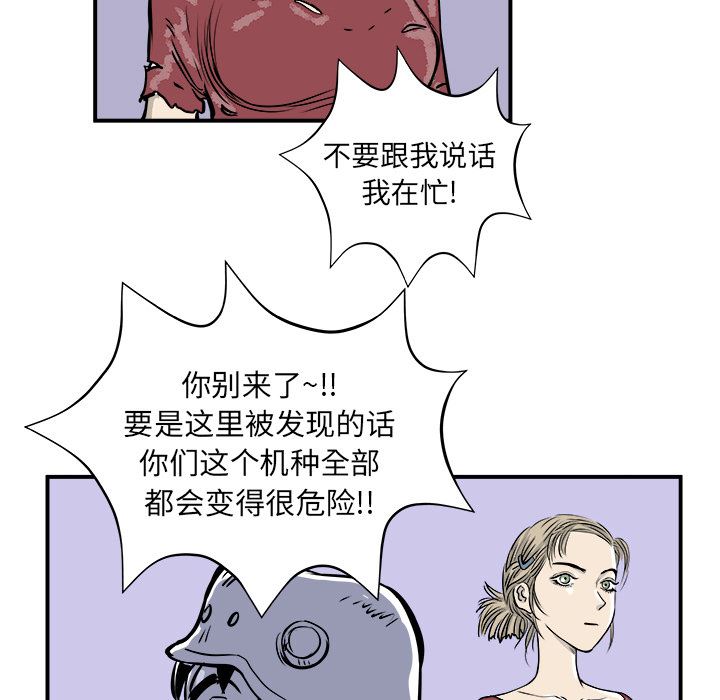 不要跟我说话
我在忙!
你别来了~!!
要是这里被发现的话
你们这个机种全部
都会变得很危险!!